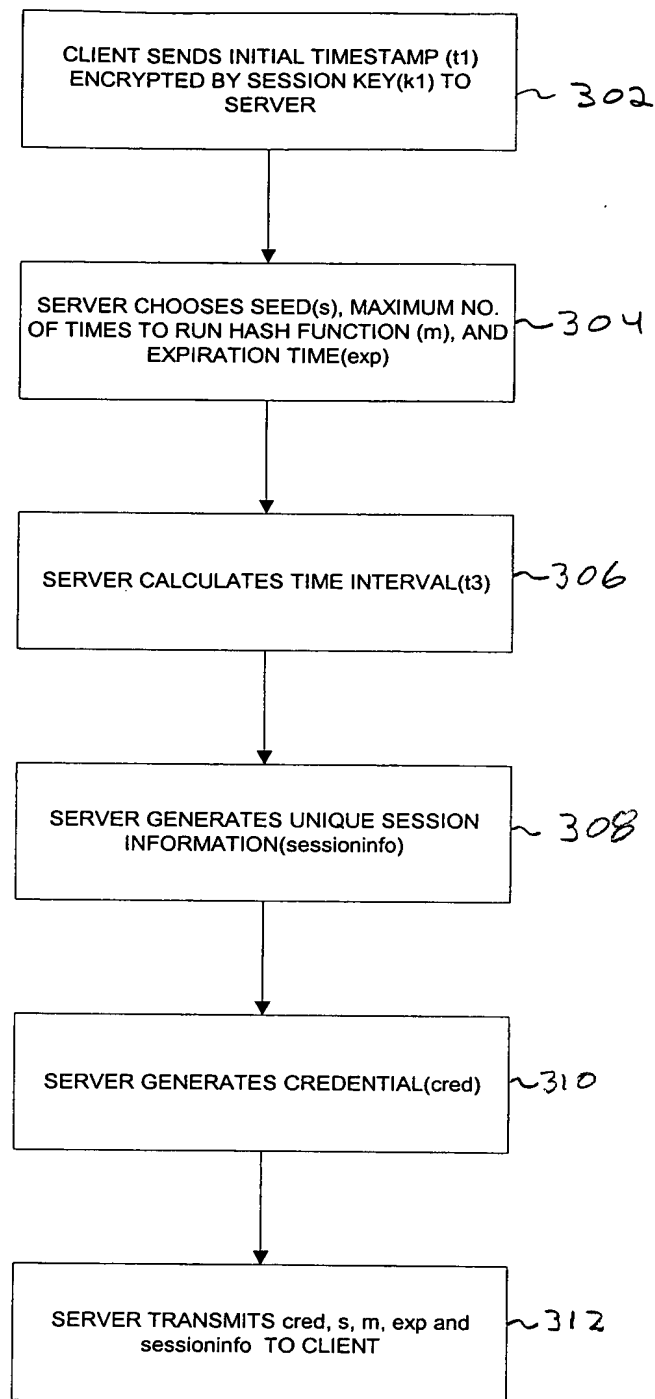 CLIENT SENDS INITIAL TIMESTAMP (t1)
ENCRYPTED BY SESSION KEY(k1) TO
SERVER
302
SERVER CHOOSES SEED(s), MAXIMUM NO.
OF TIMES TO RUN HASH FUNCTION (m), AND
EXPIRATION TIME(exp)
304
SERVER CALCULATES TIME INTERVAL(t3)
306
SERVER GENERATES UNIQUE SESSION
INFORMATION(sessioninfo)
308
SERVER GENERATES CREDENTIAL(cred)
310
SERVER TRANSMITS cred, s, m, exp and
sessioninfo TO CLIENT
312